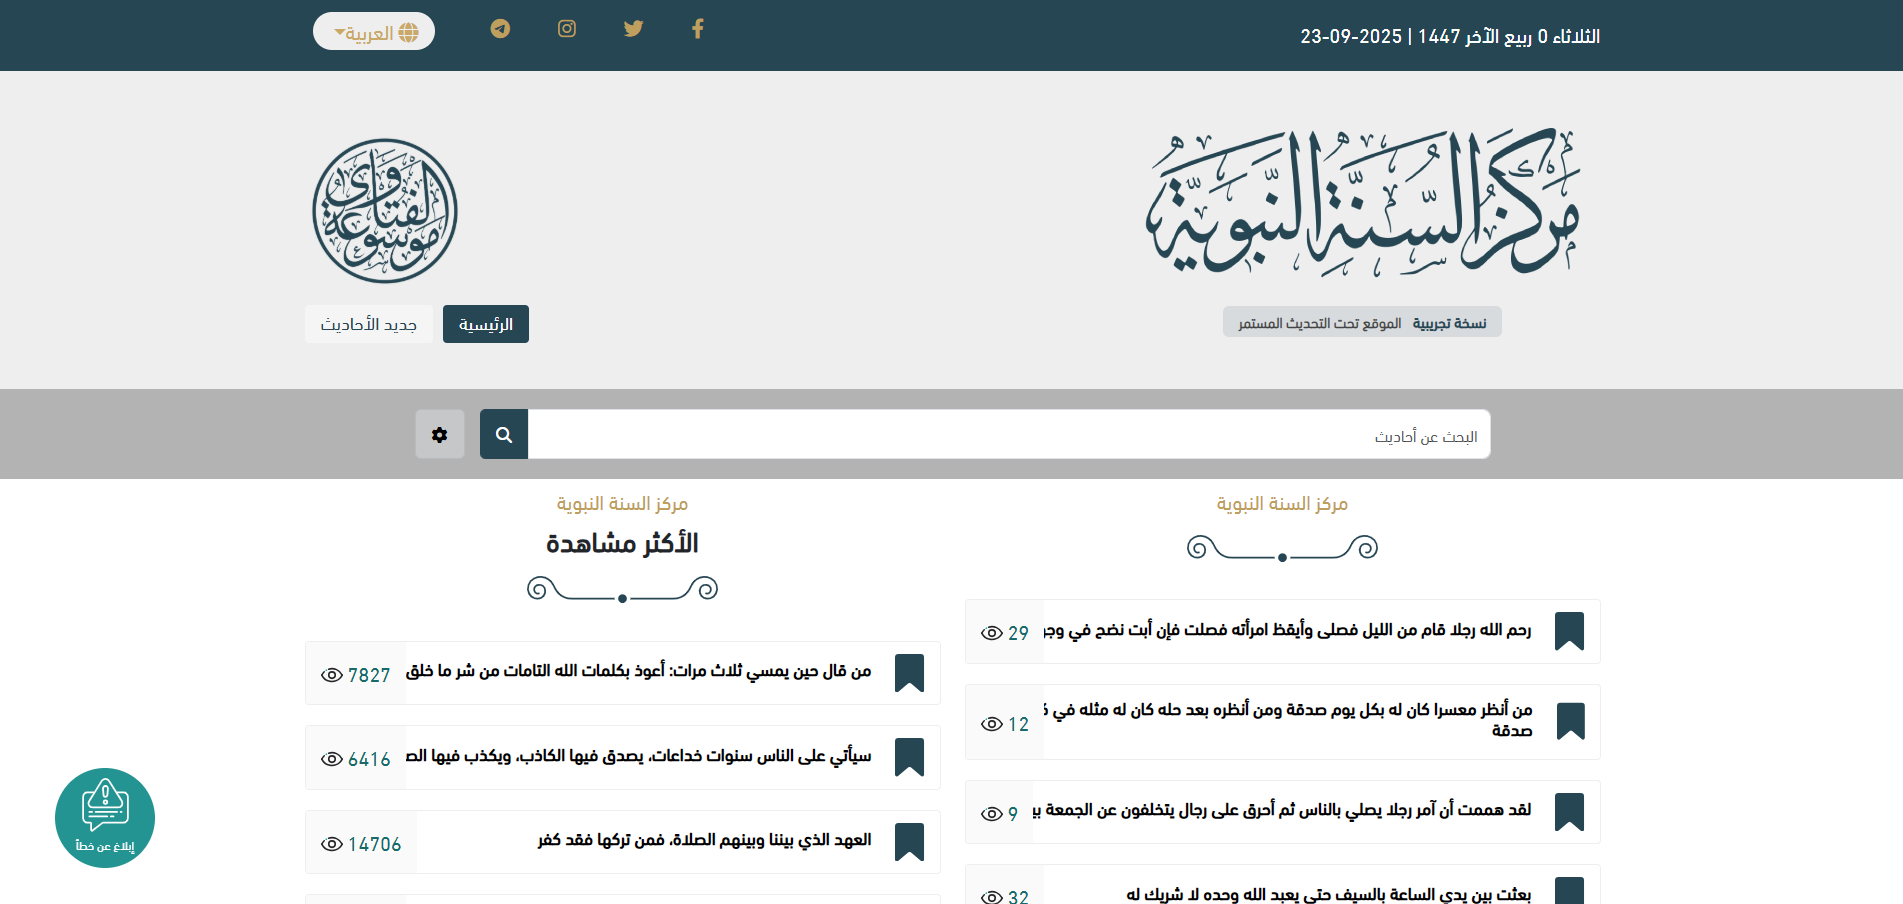 الثلاثاء 0 ربيع الآخر 1447 | 2025-09-23
العربية
مركز السنة النبوية
موسوعة الفتاوى
نسخة تجريبية الموقع تحت التحديث المستمر
الرئيسية
جديد الأحاديث
البحث عن أحاديث
مركز السنة النبوية
رحم الله رجلا قام من الليل فصلى وأيقظ امرأته فصلت فإن أبت نضح في
29
من أنظر معسرا كان له بكل يوم صدقة ومن أنظره بعد حله كان له مثله في
صدقة
12
لقد هممت أن آمر رجلا يصلي بالناس ثم أحرق على رجال يتخلفون عن الجمعة
9
بعثت بين يدي الساعة بالسيف حتى يعبد الله وحده لا شريك له
32
مركز السنة النبوية
الأكثر مشاهدة
من قال حين يمسي ثلاث مرات: أعوذ بكلمات الله التامات من شر ما خلق
7827
سيأتي على الناس سنوات خداعات، يصدق فيها الكاذب، ويكذب فيها
6416
العهد الذي بيننا وبينهم الصلاة، فمن تركها فقد كفر
14706
إبلاغ عن خطأ